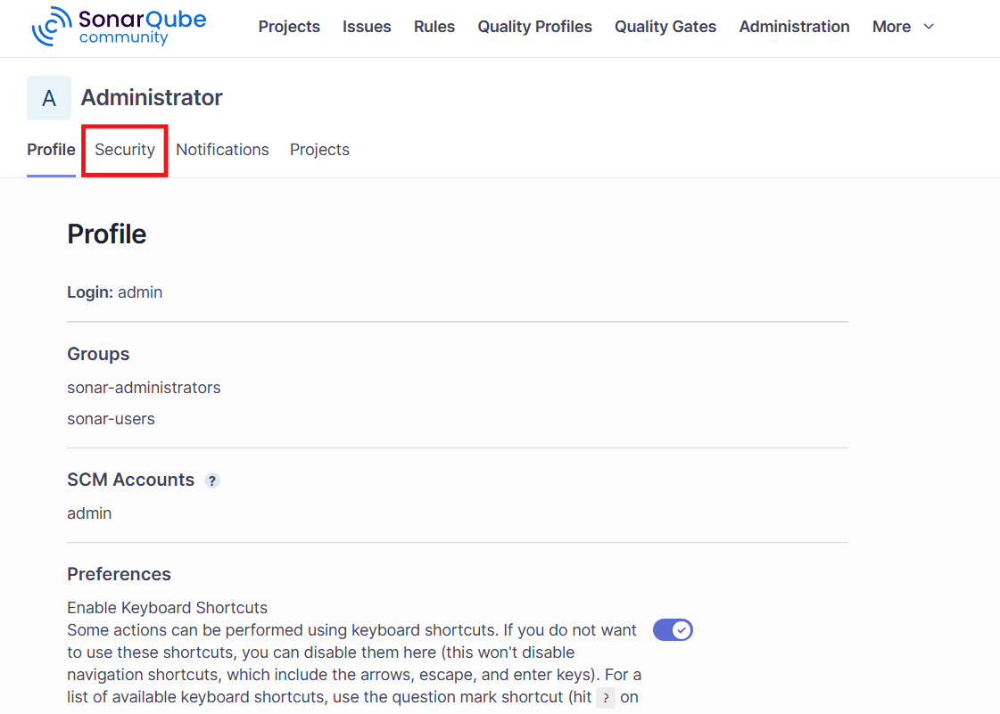 SonarQube
community
Projects Issues Rules Quality Profiles Quality Gates Administration More
A Administrator
Profile Security Notifications Projects
Profile
Login: admin
Groups
sonar-administrators
sonar-users
SCM Accounts ?
admin
Preferences
Enable Keyboard Shortcuts
Some actions can be performed using keyboard shortcuts. If you do not want
to use these shortcuts, you can disable them here (this won't disable
navigation shortcuts, which include the arrows, escape, and enter keys). For a
list of available keyboard shortcuts, use the question mark shortcut (hit ? on